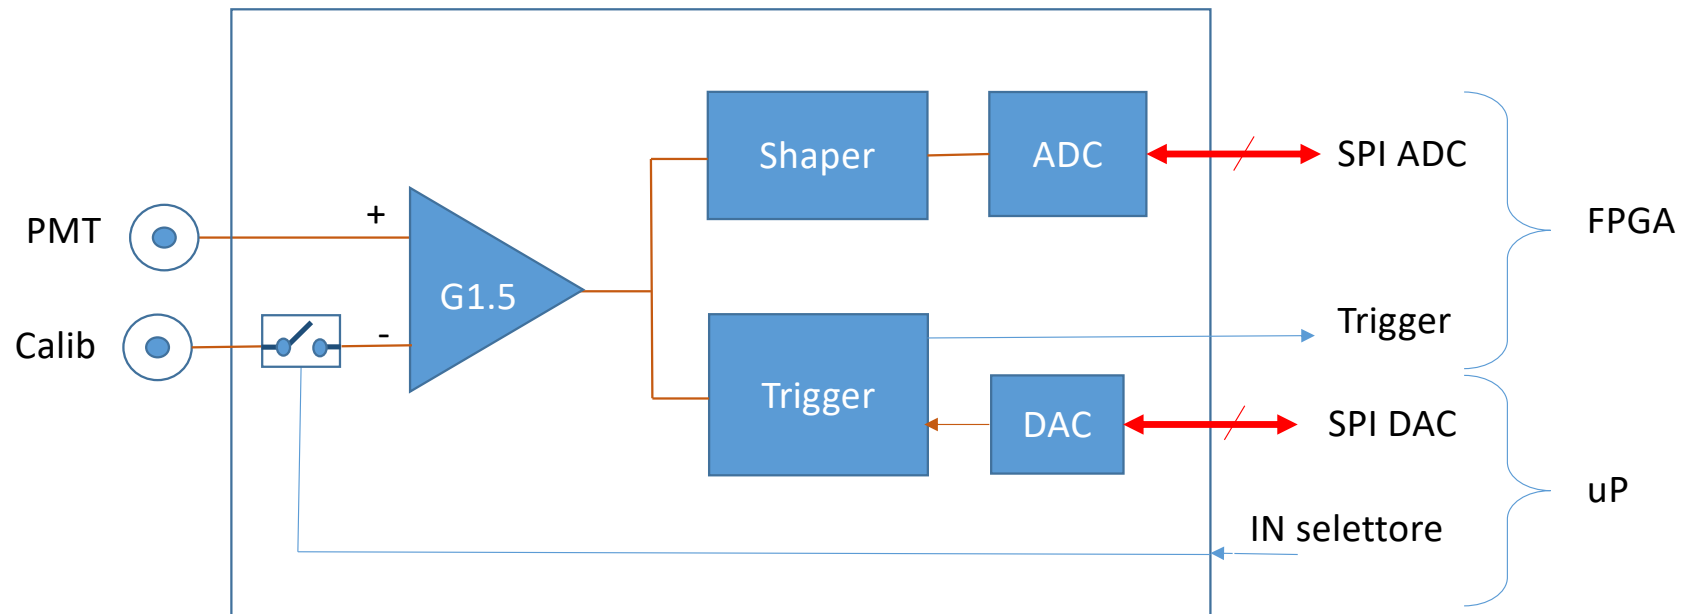 Shaper
ADC
SPI ADC
PMT
+
FPGA
G1.5
Calib
-
Trigger
Trigger
DAC
SPI DAC
uP
IN selettore